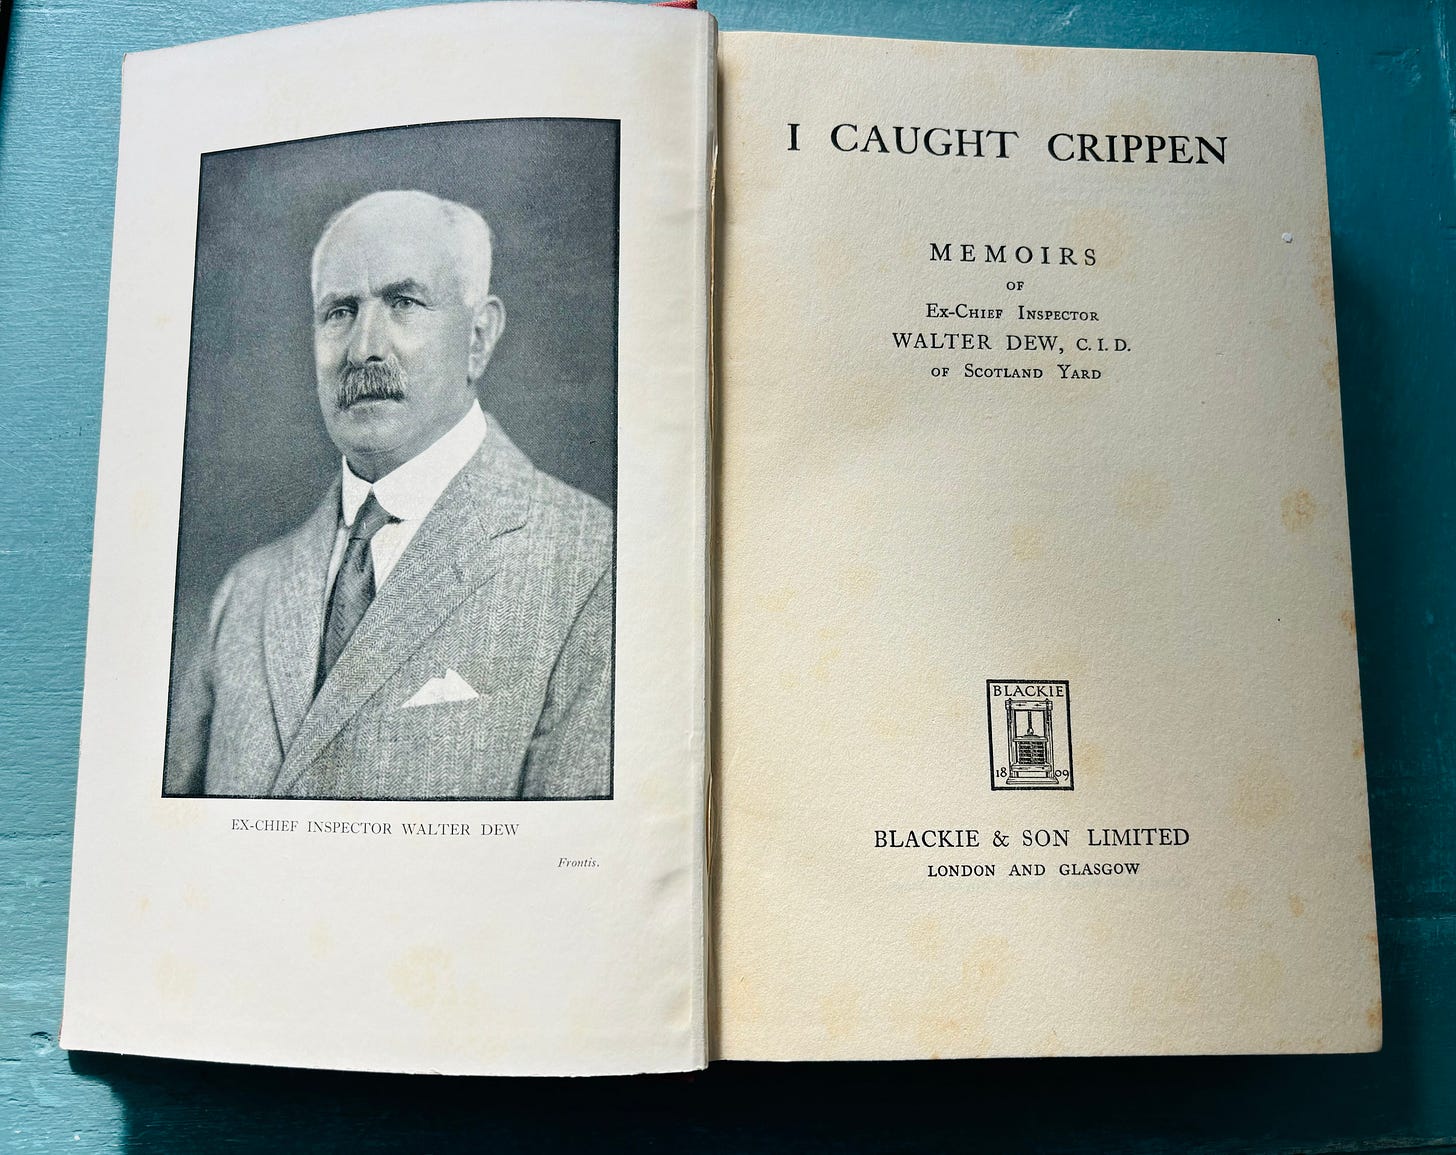 EX-CHIEF INSPECTOR WALTER DEW
Frontis.
I CAUGHT CRIPPEN
MEMOIRS
OF
Ex-Chief Inspector
WALTER DEW, C.I.D.
OF Scotland Yard
BLACKIE
18 09
BLACKIE & SON LIMITED
LONDON AND GLASGOW